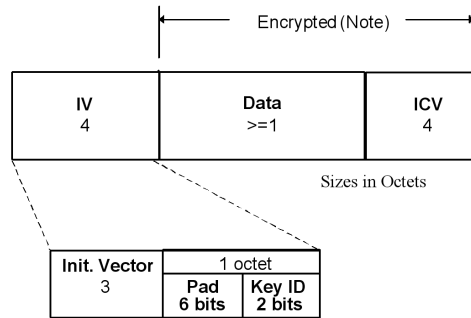 Encrypted (Note)
IV
4
Data
>=1
ICV
4
Sizes in Octets
Init. Vector
3
1 octet
Pad
6 bits
Key ID
2 bits